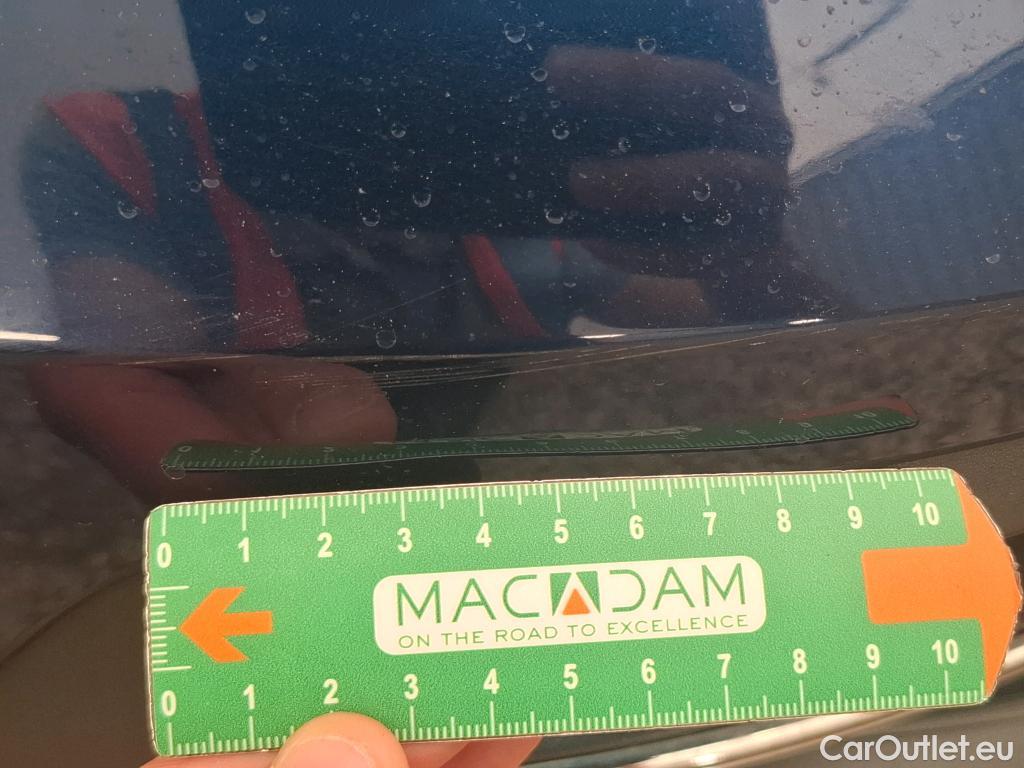 0 1 2 3 4 5 6 7 8 9 10
MACADAM
ON THE ROAD TO EXCELLENCE
0 1 2 3 4 5 6 7 8 9 10
CarOutlet.eu